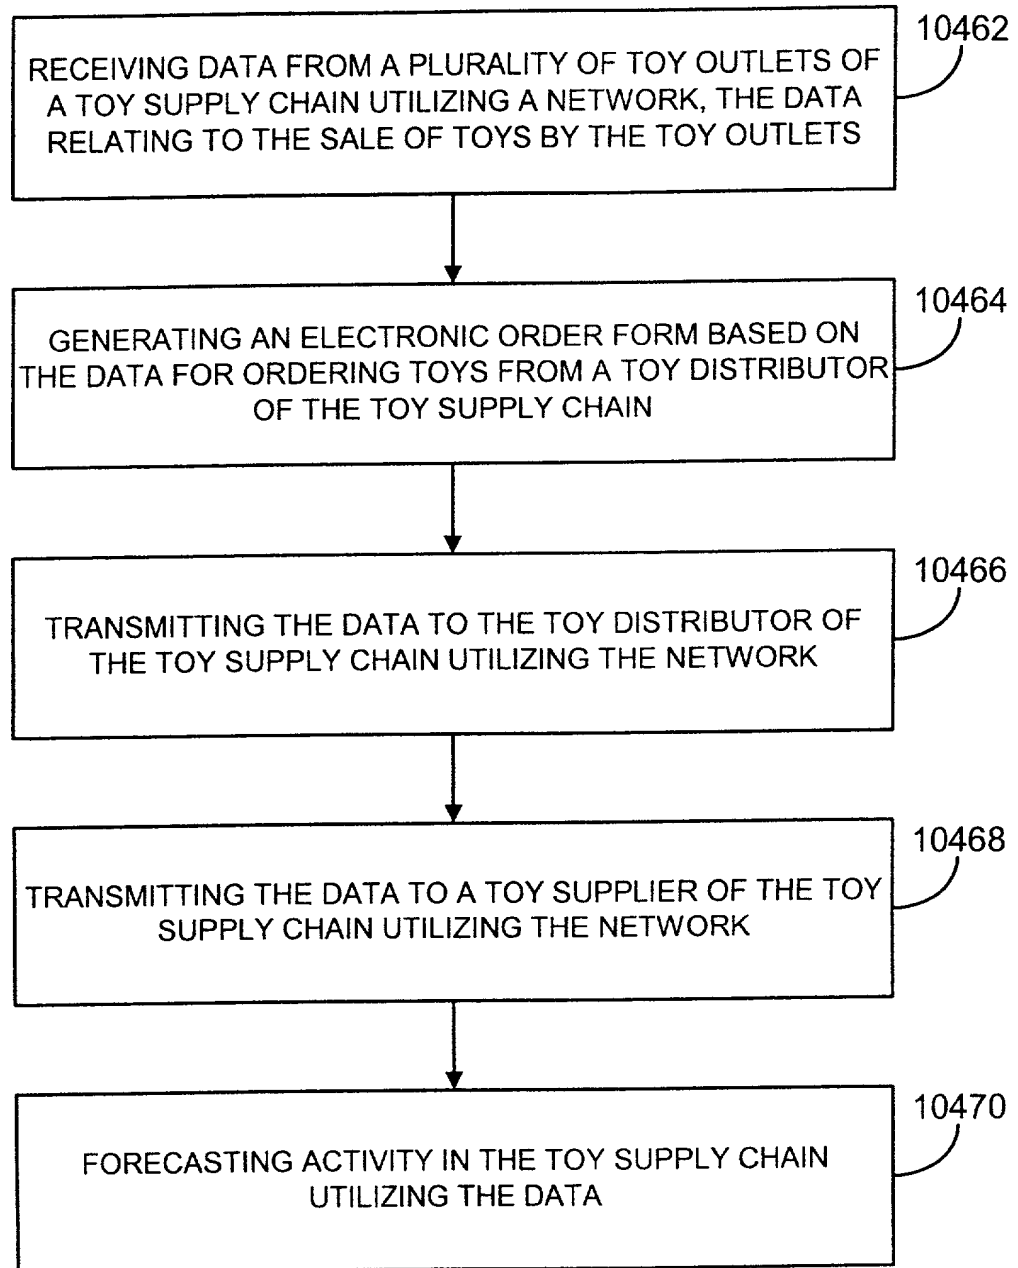 10462
RECEIVING DATA FROM A PLURALITY OF TOY OUTLETS OF
A TOY SUPPLY CHAIN UTILIZING A NETWORK, THE DATA
RELATING TO THE SALE OF TOYS BY THE TOY OUTLETS
10464
GENERATING AN ELECTRONIC ORDER FORM BASED ON
THE DATA FOR ORDERING TOYS FROM A TOY DISTRIBUTOR
OF THE TOY SUPPLY CHAIN
10466
TRANSMITTING THE DATA TO THE TOY DISTRIBUTOR OF
THE TOY SUPPLY CHAIN UTILIZING THE NETWORK
10468
TRANSMITTING THE DATA TO A TOY SUPPLIER OF THE TOY
SUPPLY CHAIN UTILIZING THE NETWORK
10470
FORECASTING ACTIVITY IN THE TOY SUPPLY CHAIN
UTILIZING THE DATA